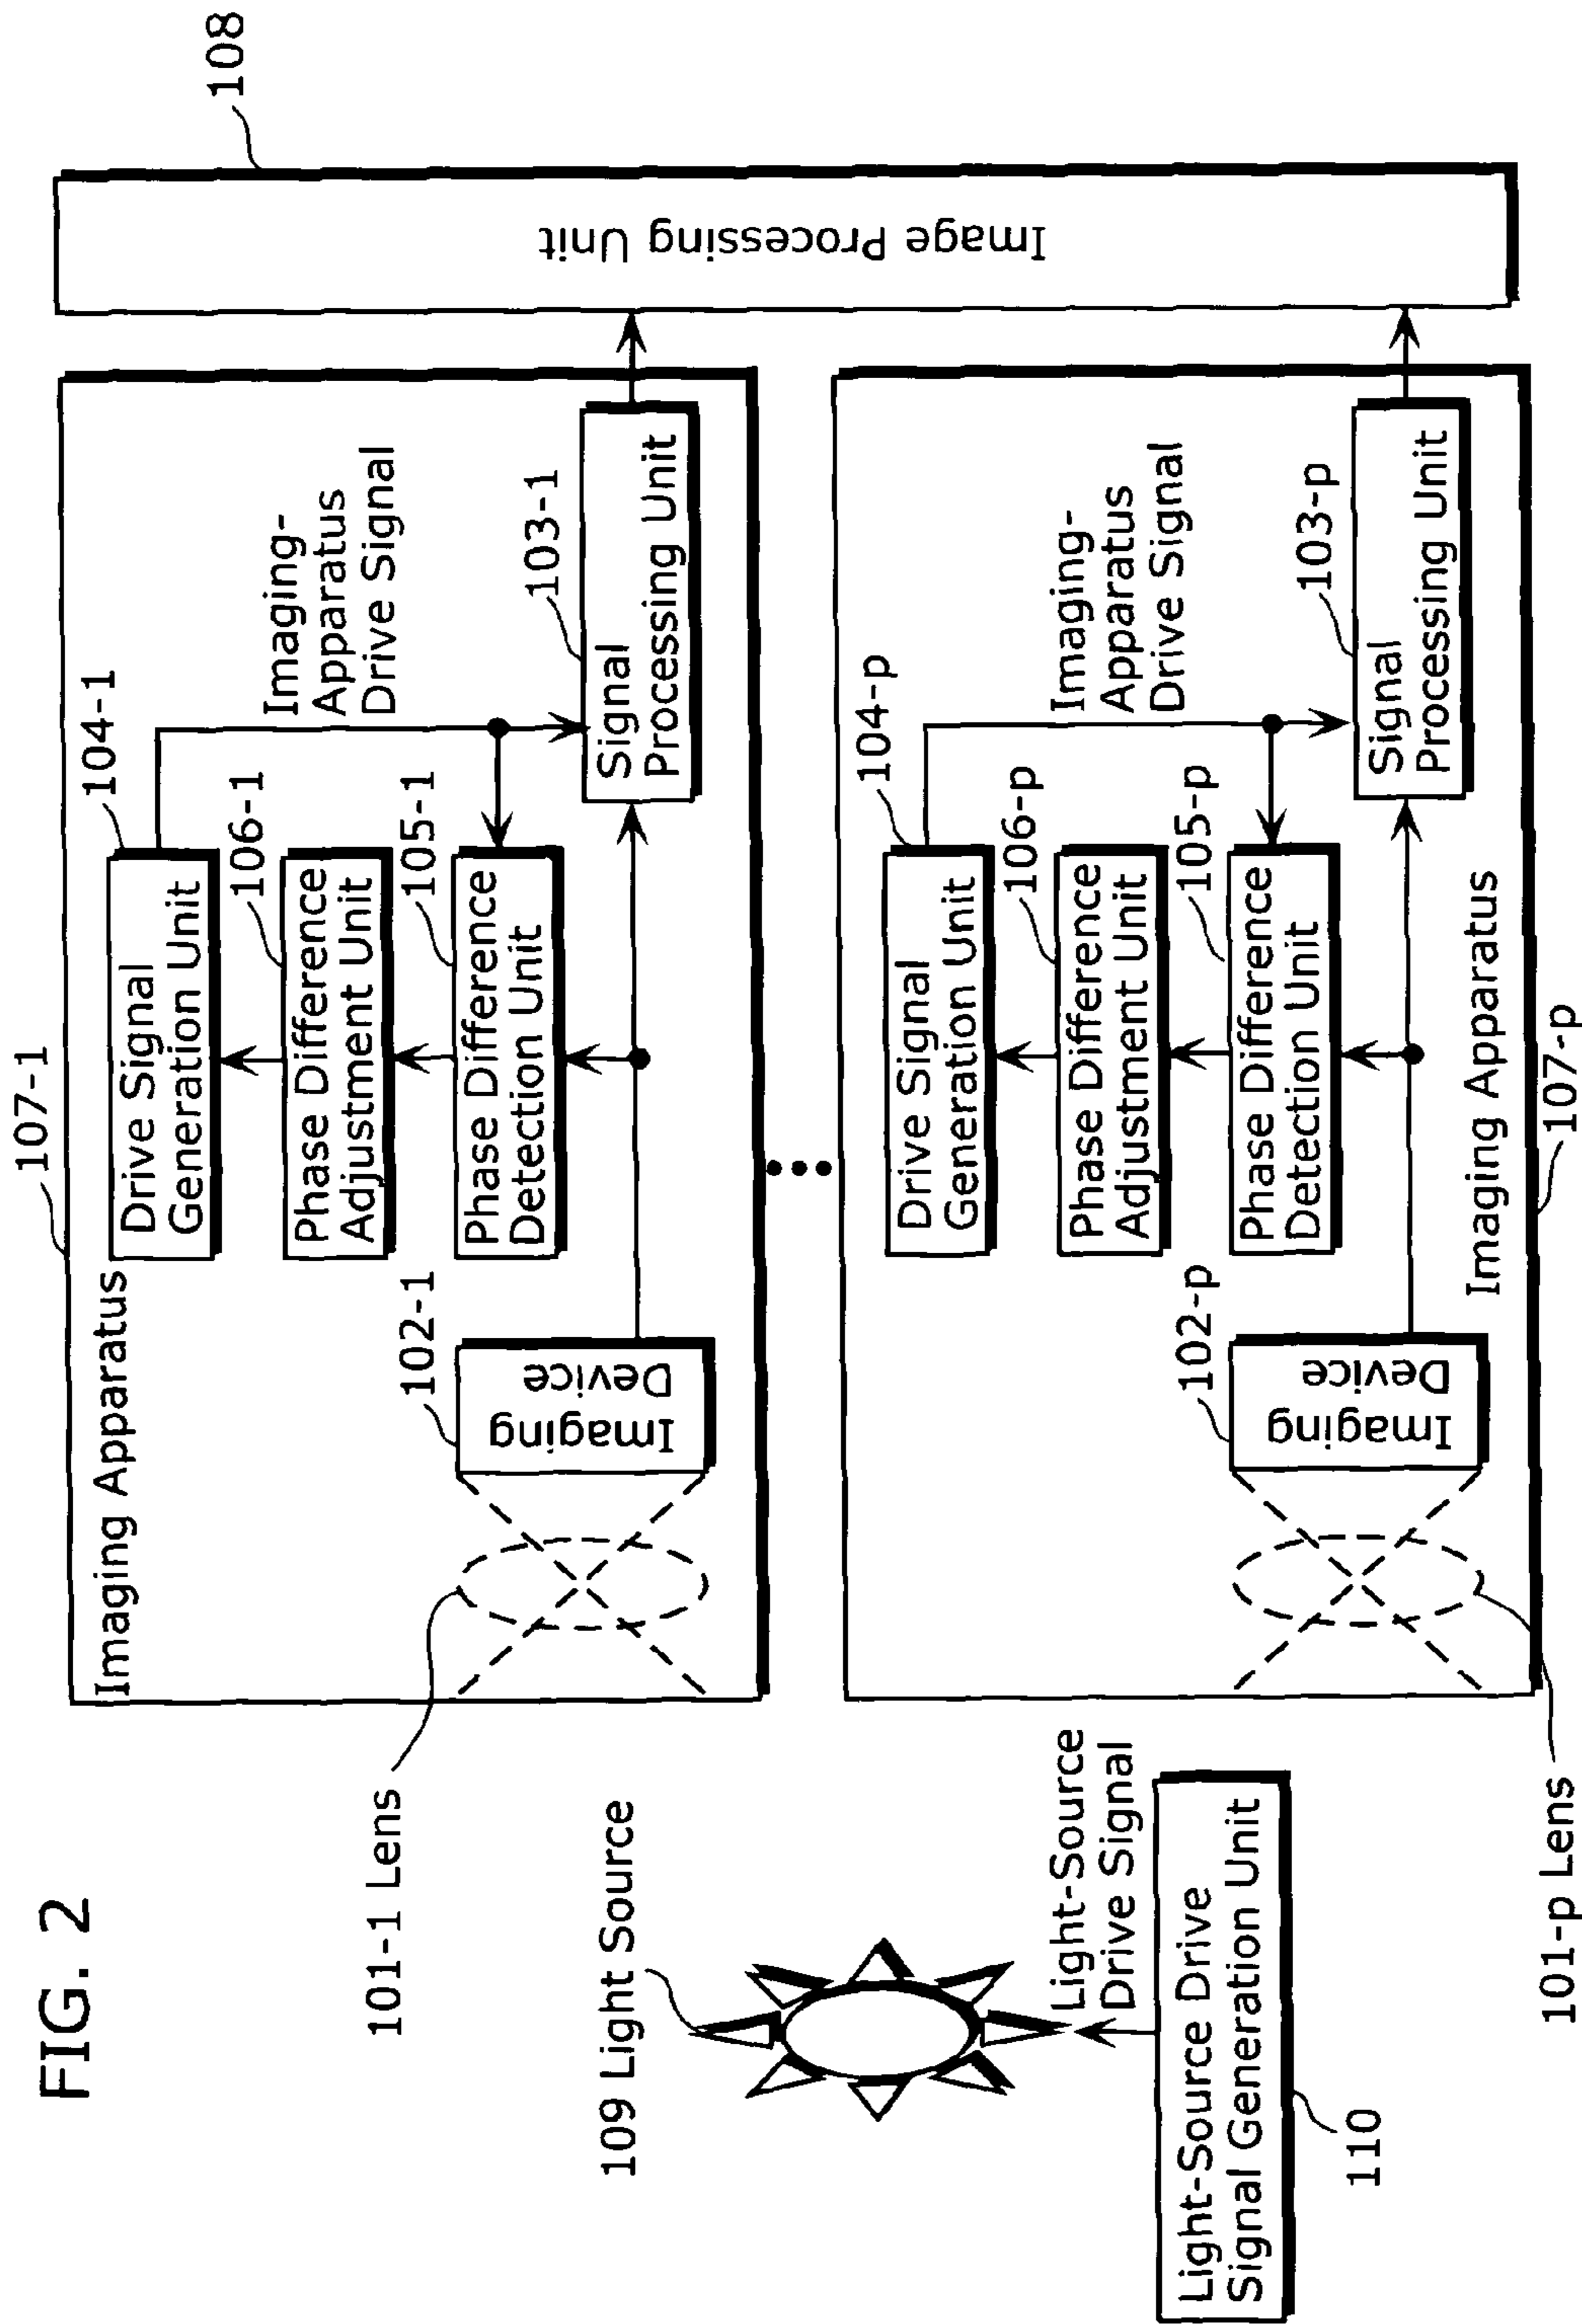 FIG. 2
107-1
Imaging Apparatus
104-1
Drive Signal
Generation Unit
106-1
Phase Difference
Adjustment Unit
105-1
Phase Difference
Detection Unit
Imaging-
Apparatus
Drive Signal
101-1 Lens
102-1
Imaging
Device
103-1
Signal
Processing Unit
108
Image Processing Unit
109 Light Source
Light-Source
Drive Signal
Light-Source Drive
Signal Generation Unit
110
104-p
Drive Signal
Generation Unit
106-p
Phase Difference
Adjustment Unit
105-p
Phase Difference
Detection Unit
Imaging-
Apparatus
Drive Signal
102-p
Imaging
Device
103-p
Signal
Processing Unit
Imaging Apparatus
107-p
101-p Lens